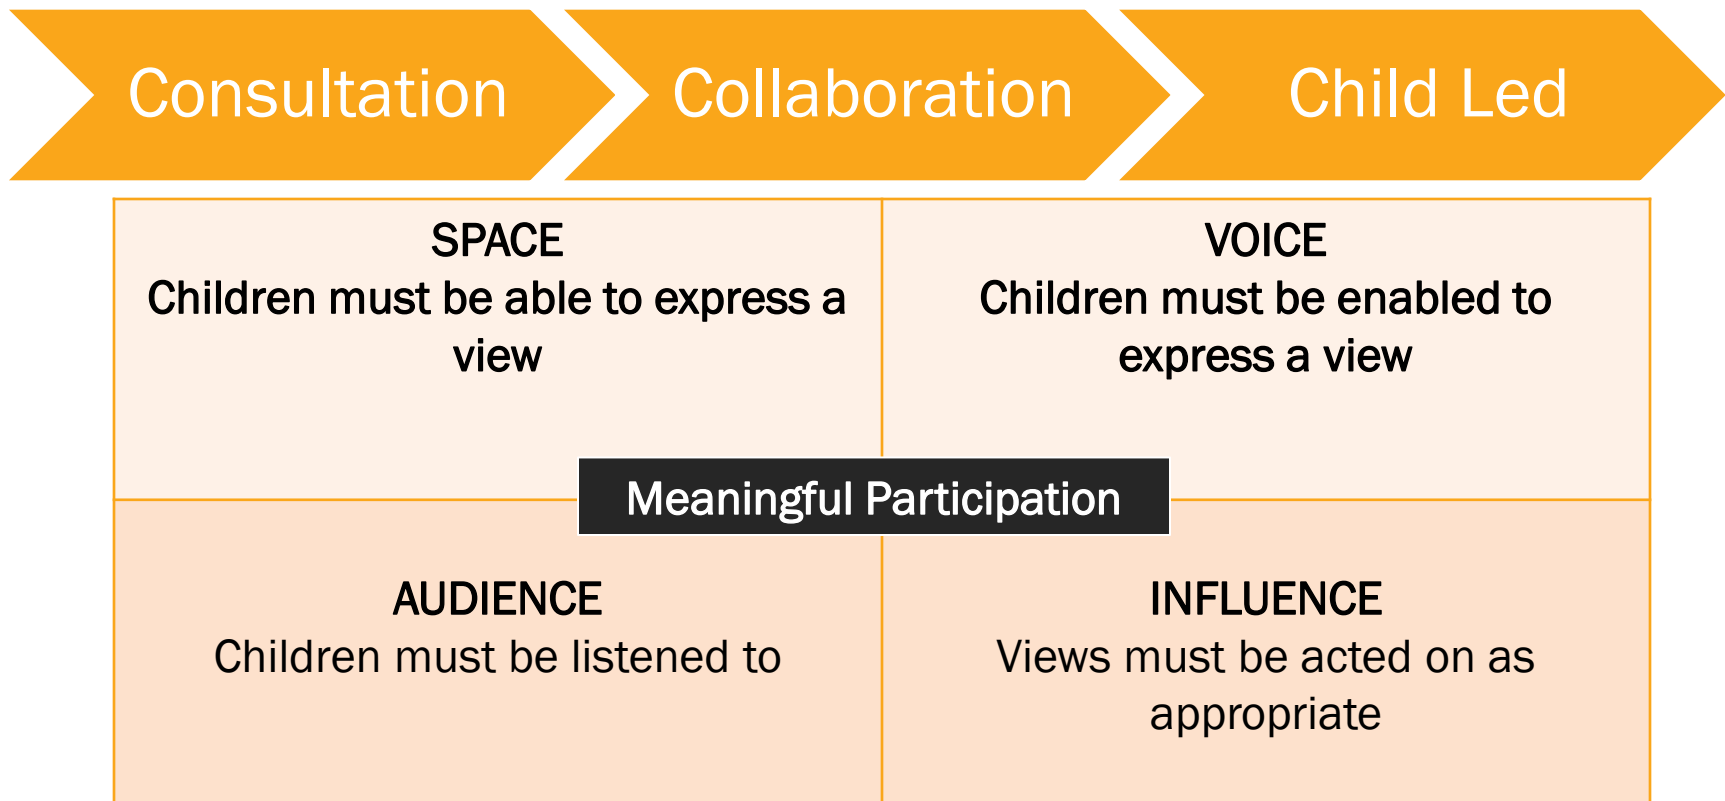 Consultation
Collaboration
Child Led
SPACE
Children must be able to express a
view
VOICE
Children must be enabled to
express a view
Meaningful Participation
AUDIENCE
Children must be listened to
INFLUENCE
Views must be acted on as
appropriate